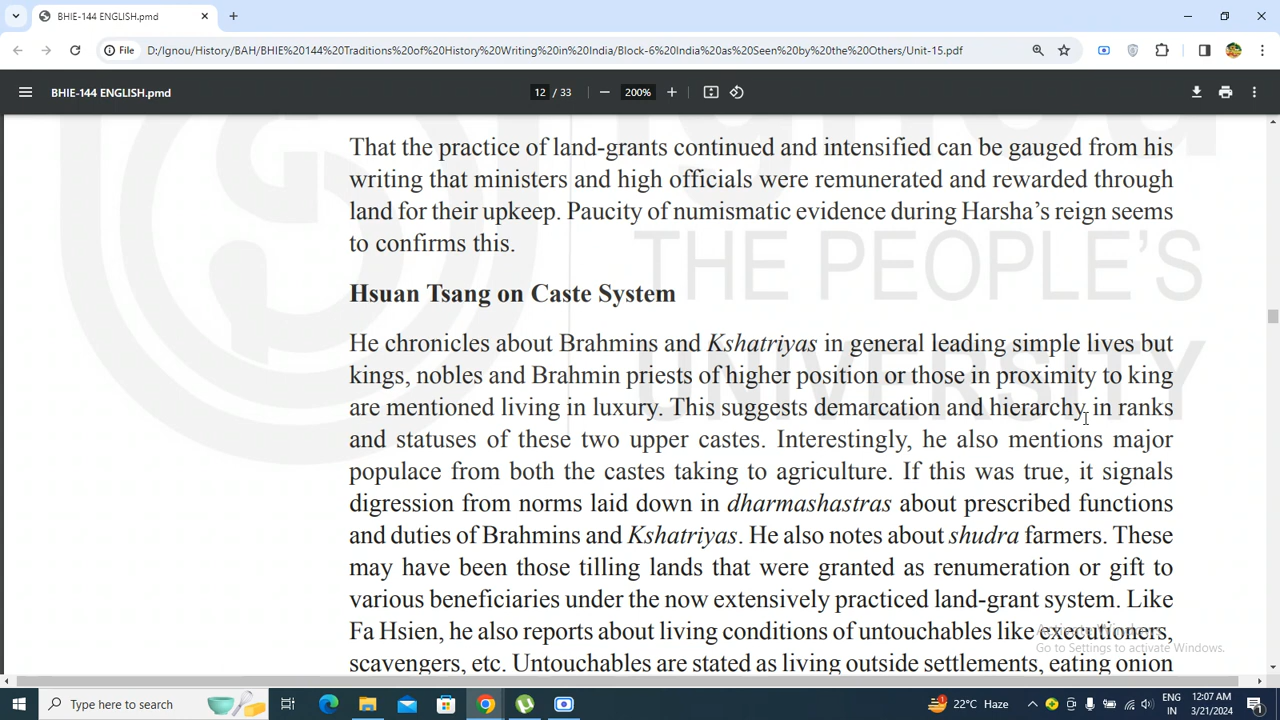 BHIE-144 ENGLISH.pmd
File D:/Ignou/History/BAH/BHIE%20144%20Traditions%20of%20History%20Writing%20in%20India/Block-6%20India%20as%20Seen%20by%20the%20Others/Unit-15.pdf
BHIE-144 ENGLISH.pmd 12 / 33 200%
That the practice of land-grants continued and intensified can be gauged from his
writing that ministers and high officials were remunerated and rewarded through
land for their upkeep. Paucity of numismatic evidence during Harsha's reign seems
to confirms this.
THE PEOPLE'S
UNIVERSITY
Hsuan Tsang on Caste System
He chronicles about Brahmins and Kshatriyas in general leading simple lives but
kings, nobles and Brahmin priests of higher position or those in proximity to king
are mentioned living in luxury. This suggests demarcation and hierarchy in ranks
and statuses of these two upper castes. Interestingly, he also mentions major
populace from both the castes taking to agriculture. If this was true, it signals
digression from norms laid down in dharmashastras about prescribed functions
and duties of Brahmins and Kshatriyas. He also notes about shudra farmers. These
may have been those tilling lands that were granted as renumeration or gift to
various beneficiaries under the now extensively practiced land-grant system. Like
Fa Hsien, he also reports about living conditions of untouchables like executioners,
scavengers, etc. Untouchables are stated as living outside settlements, eating onion
Activate Windows
Go to Settings to activate Windows.
Type here to search
22°C Haze
ENG
IN
12:07 AM
3/21/2024
1